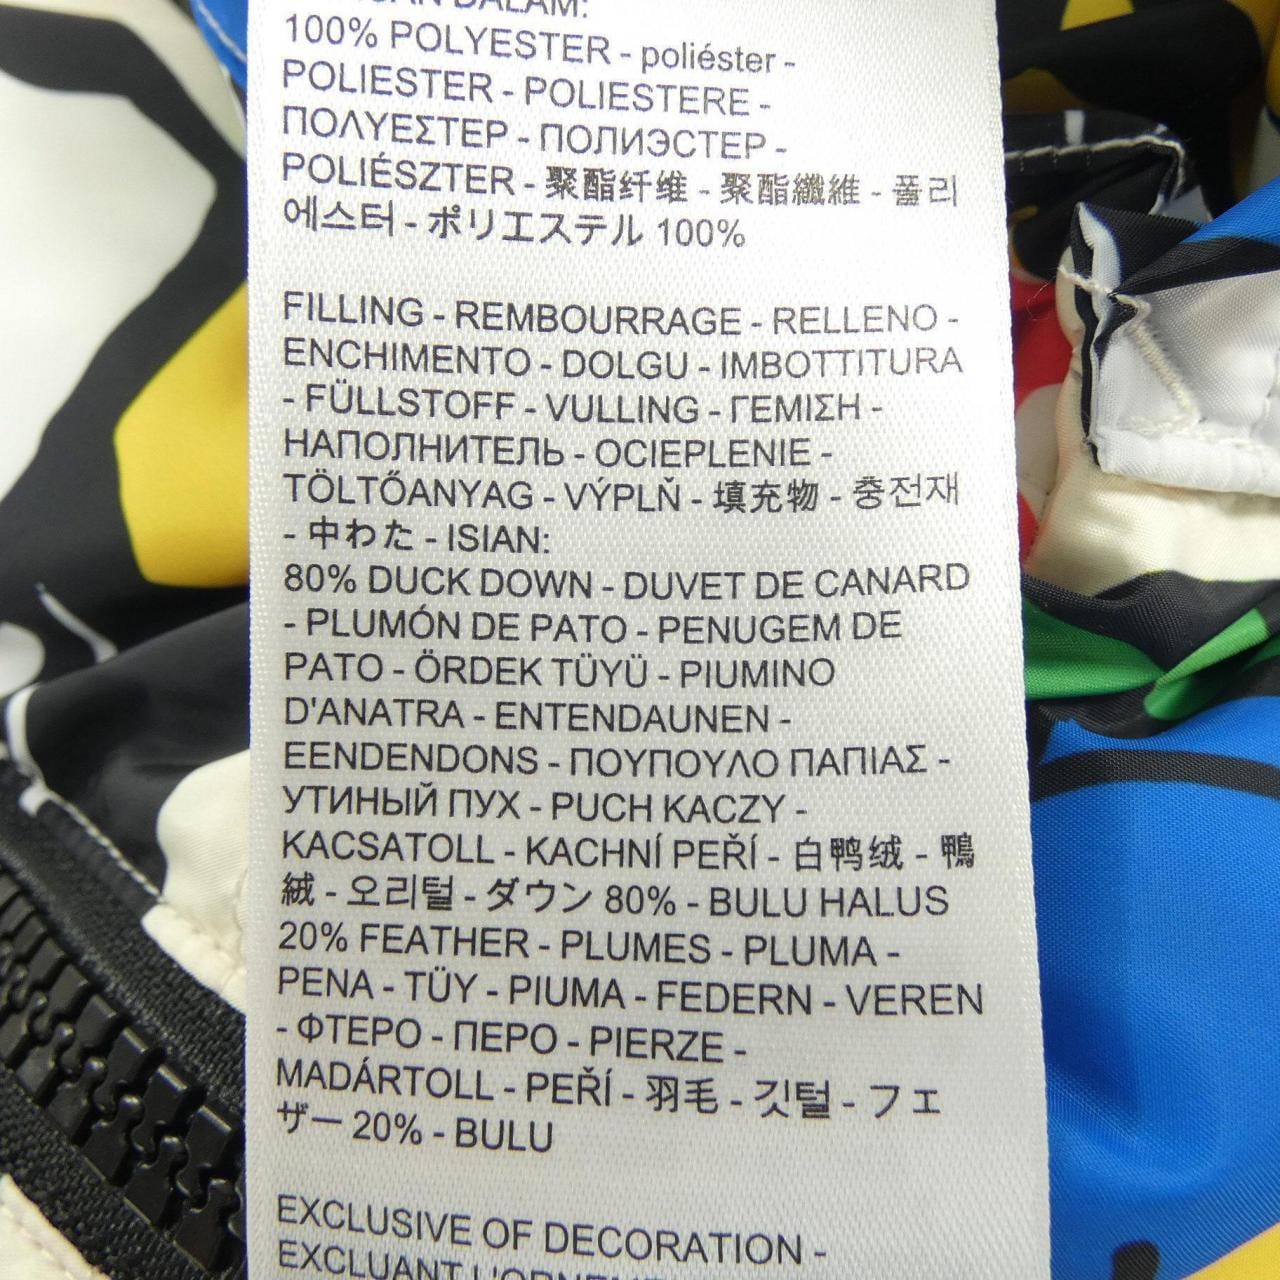 DALAM:
100% POLYESTER - poliéster -
POLIESTER - POLIESTERE -
ΠΟΛΥΕΣΤΕΡ - ПОЛИЭСТЕР -
POLIÉSZTER - 聚酯纤维 - 聚酯纖維 - 폴리
에스터 - ポリエステル 100%
FILLING - REMBOURRAGE - RELLENO -
ENCHIMENTO - DOLGU - IMBOTTITURA
- FÜLLSTOFF - VULLING - ΓΕΜΙΣΗ -
НАПОЛНИТЕЛЬ - OCIEPLENIE -
TÖLTŐANYAG - VÝPLŇ - 填充物 - 충전재
- 中わた - ISIAN:
80% DUCK DOWN - DUVET DE CANARD
- PLUMÓN DE PATO - PENUGEM DE
PATO - ÖRDEK TÜYÜ - PIUMINO
D'ANATRA - ENTENDAUNEN -
EENDENDONS - ΠΟΥΠΟΥΛΟ ΠΑΠΙΑΣ -
УТИНЫЙ ПУХ - PUCH KACZY -
KACSATOLL - KACHNÍ PEŘÍ - 白鸭绒 - 鴨
絨 - 오리털 - ダウン 80% - BULU HALUS
20% FEATHER - PLUMES - PLUMA -
PENA - TÜY - PIUMA - FEDERN - VEREN
- ΦΤΕΡΟ - ПЕРО - PIERZE -
MADÁRTOLL - PEŘÍ - 羽毛 - 깃털 - フェ
ザー 20% - BULU
EXCLUSIVE OF DECORATION -
EXCLUANT